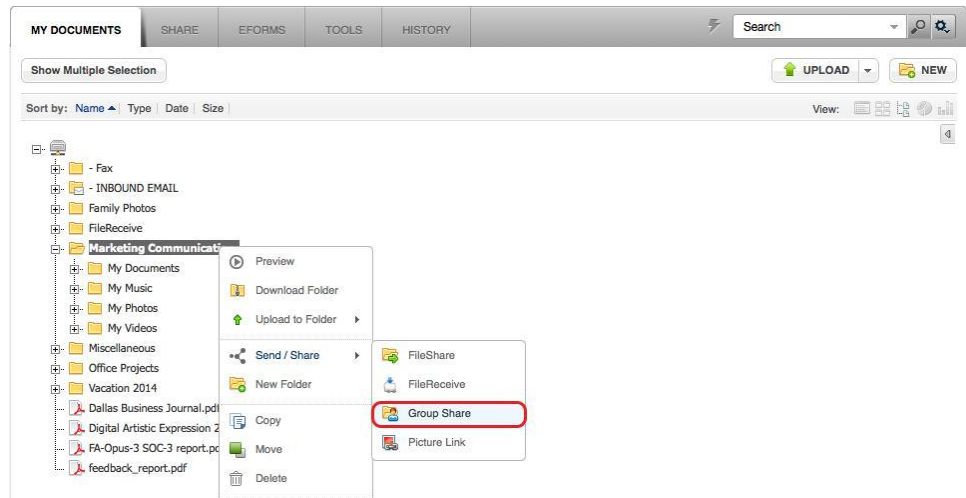 MY DOCUMENTS SHARE EFORMS TOOLS HISTORY Search
Show Multiple Selection UPLOAD NEW
Sort by: Name Type Date Size View:
- Fax
- INBOUND EMAIL
Family Photos
FileReceive
Marketing
My Documents
My Music
My Photos
My Videos
Miscellaneous
Office Projects
Vacation 2014
Dallas Business Journal.pdf
Digital Artistic Expression 2
FA-Opus-3 SOC-3
feedback_report.pdf
Preview
Download Folder
Upload to Folder
Send / Share
New Folder
Copy
Move
Delete
FileShare
FileReceive
Group Share
Picture Link